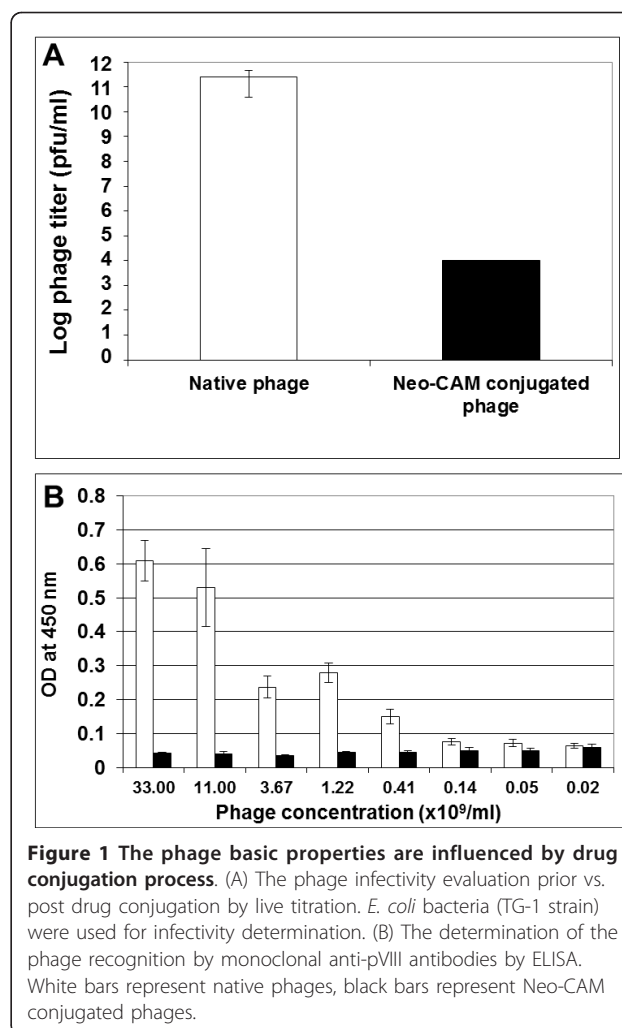 A
12
11
10
9
8
7
6
5
4
3
2
1
0
Log phage titer (pfu/ml)
Native phage
Neo-CAM conjugated
phage
B
0.8
0.7
0.6
0.5
0.4
0.3
0.2
0.1
0
OD at 450 nm
33.00 11.00 3.67 1.22 0.41 0.14 0.05 0.02
Phage concentration (x10⁹/ml)
Figure 1 The phage basic properties are influenced by drug
conjugation process. (A) The phage infectivity evaluation prior vs.
post drug conjugation by live titration. E. coli bacteria (TG-1 strain)
were used for infectivity determination. (B) The determination of the
phage recognition by monoclonal anti-pVIII antibodies by ELISA.
White bars represent native phages, black bars represent Neo-CAM
conjugated phages.